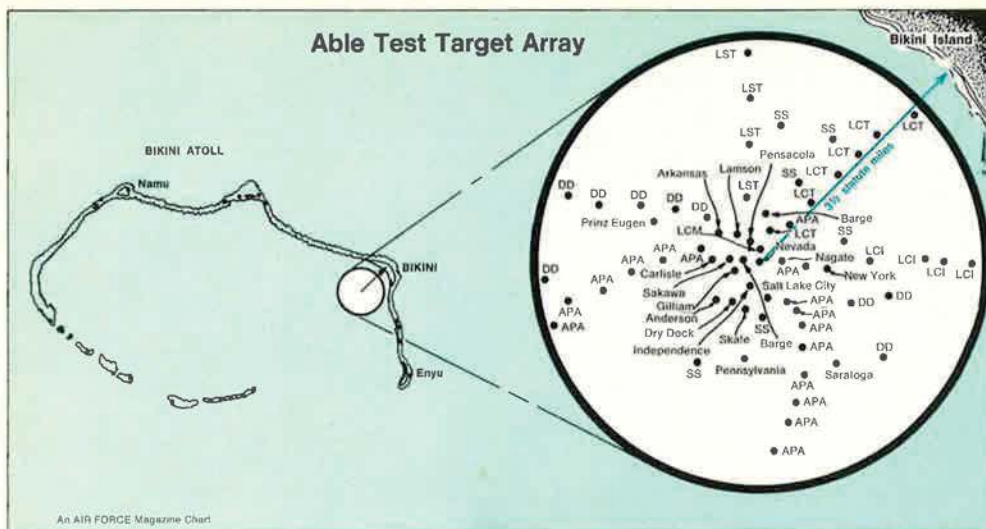 Able Test Target Array
Bikini Island
BIKINI ATOLL
Namu
BIKINI
Enyu
3½ statute miles
LST
LST
LST
LST
SS
SS
LCT
LCT
LCT
LCT
LCT
SS
Pensacola
Lamson
Arkansas
DD
DD
DD
DD
DD
Prinz Eugen
LCM
APA
Barge
LCT
SS
Nevada
Nagato
LCI
LCI
LCI
LCI
New York
APA
APA
APA
APA
APA
APA
APA
DD
Carlisle
Sakawa
Gilliam
Anderson
Dry Dock
Independence
Skate
SS
Salt Lake City
Barge
APA
APA
APA
APA
DD
DD
DD
SS
Pennsylvania
Saratoga
APA
APA
APA
APA
An AIR FORCE Magazine Chart